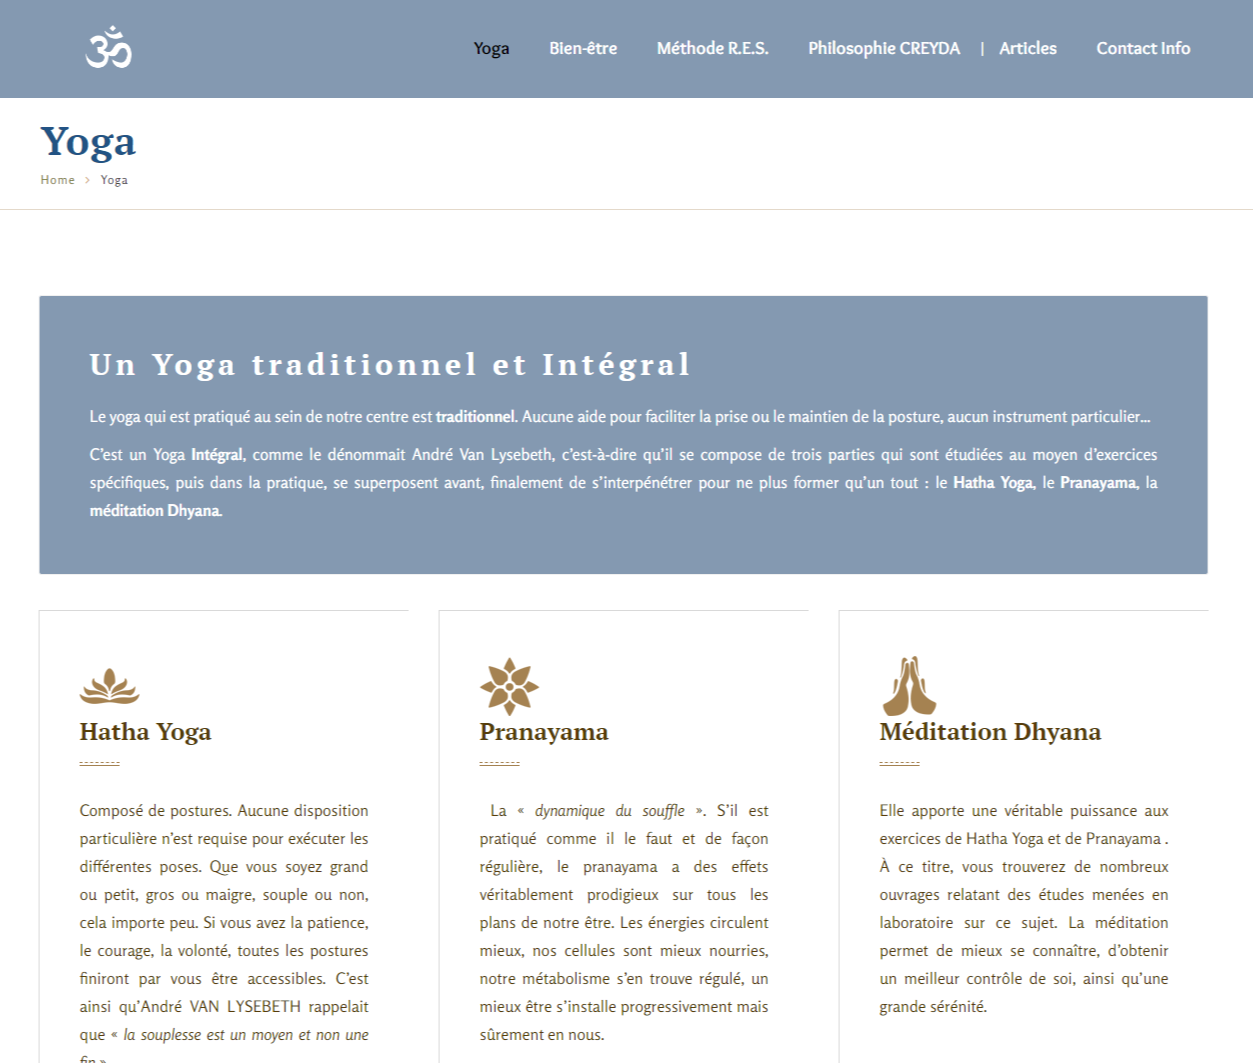 ॐ
Yoga Bien-être Méthode R.E.S. Philosophie CREYDA | Articles Contact Info
Yoga
Home > Yoga
Un Yoga traditionnel et Intégral
Le yoga qui est pratiqué au sein de notre centre est traditionnel. Aucune aide pour faciliter la prise ou le maintien de la posture, aucun instrument particulier...
C'est un Yoga Intégral, comme le dénommait André Van Lysebeth, c'est-à-dire qu'il se compose de trois parties qui sont étudiées au moyen d'exercices
spécifiques, puis dans la pratique, se superposent avant, finalement de s'interpénétrer pour ne plus former qu'un tout : le Hatha Yoga, le Pranayama, la
méditation Dhyana.
Hatha Yoga
Composé de postures. Aucune disposition
particulière n'est requise pour exécuter les
différentes poses. Que vous soyez grand
ou petit, gros ou maigre, souple ou non,
cela importe peu. Si vous avez la patience,
le courage, la volonté, toutes les postures
finiront par vous être accessibles. C'est
ainsi qu'André VAN LYSEBETH rappelait
que « la souplesse est un moyen et non une
fin »
Pranayama
La « dynamique du souffle ». S'il est
pratiqué comme il le faut et de façon
régulière, le pranayama a des effets
véritablement prodigieux sur tous les
plans de notre être. Les énergies circulent
mieux, nos cellules sont mieux nourries,
notre métabolisme s'en trouve régulé, un
mieux être s'installe progressivement mais
sûrement en nous.
Méditation Dhyana
Elle apporte une véritable puissance aux
exercices de Hatha Yoga et de Pranayama .
À ce titre, vous trouverez de nombreux
ouvrages relatant des études menées en
laboratoire sur ce sujet. La méditation
permet de mieux se connaître, d'obtenir
un meilleur contrôle de soi, ainsi qu'une
grande sérénité.